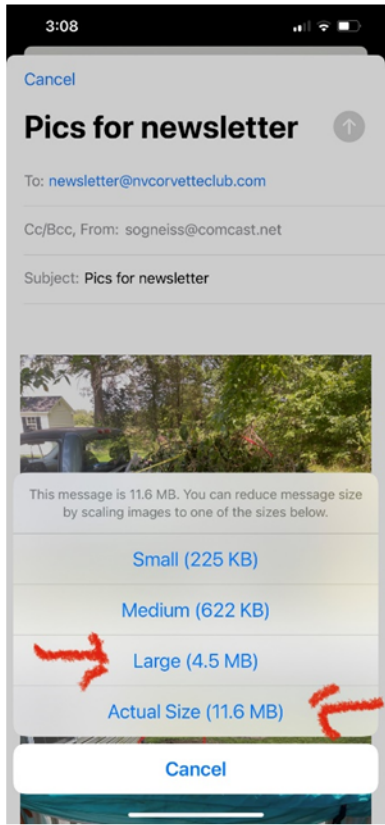 3:08
Cancel
Pics for newsletter
To: newsletter@nvcorvetteclub.com
Cc/Bcc, From: sogneiss@comcast.net
Subject: Pics for newsletter
This message is 11.6 MB. You can reduce message size
by scaling images to one of the sizes below.
Small (225 KB)
Medium (622 KB)
Large (4.5 MB)
Actual Size (11.6 MB)
Cancel